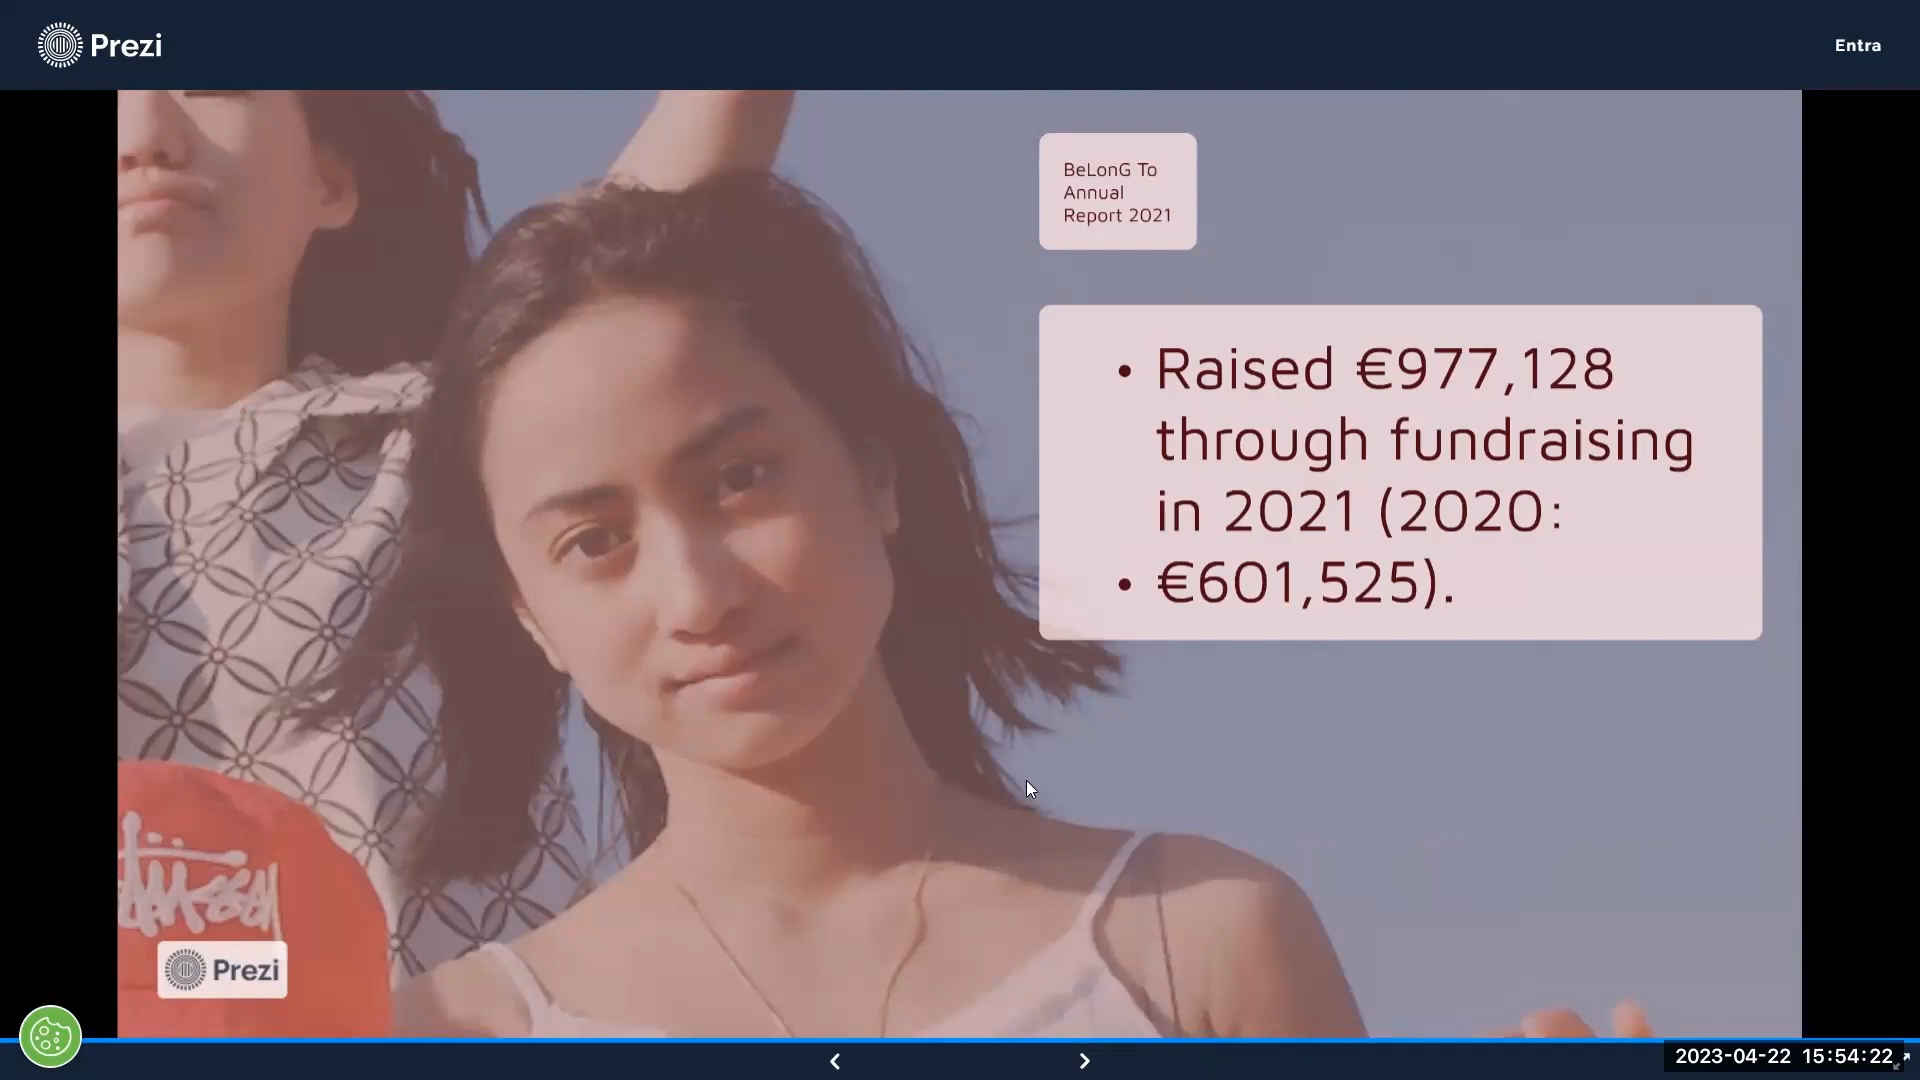 Prezi
Entra
BeLonG To
Annual
Report 2021
• Raised €977,128
through fundraising
in 2021 (2020:
• €601,525).
Prezi
2023-04-22 15:54:22